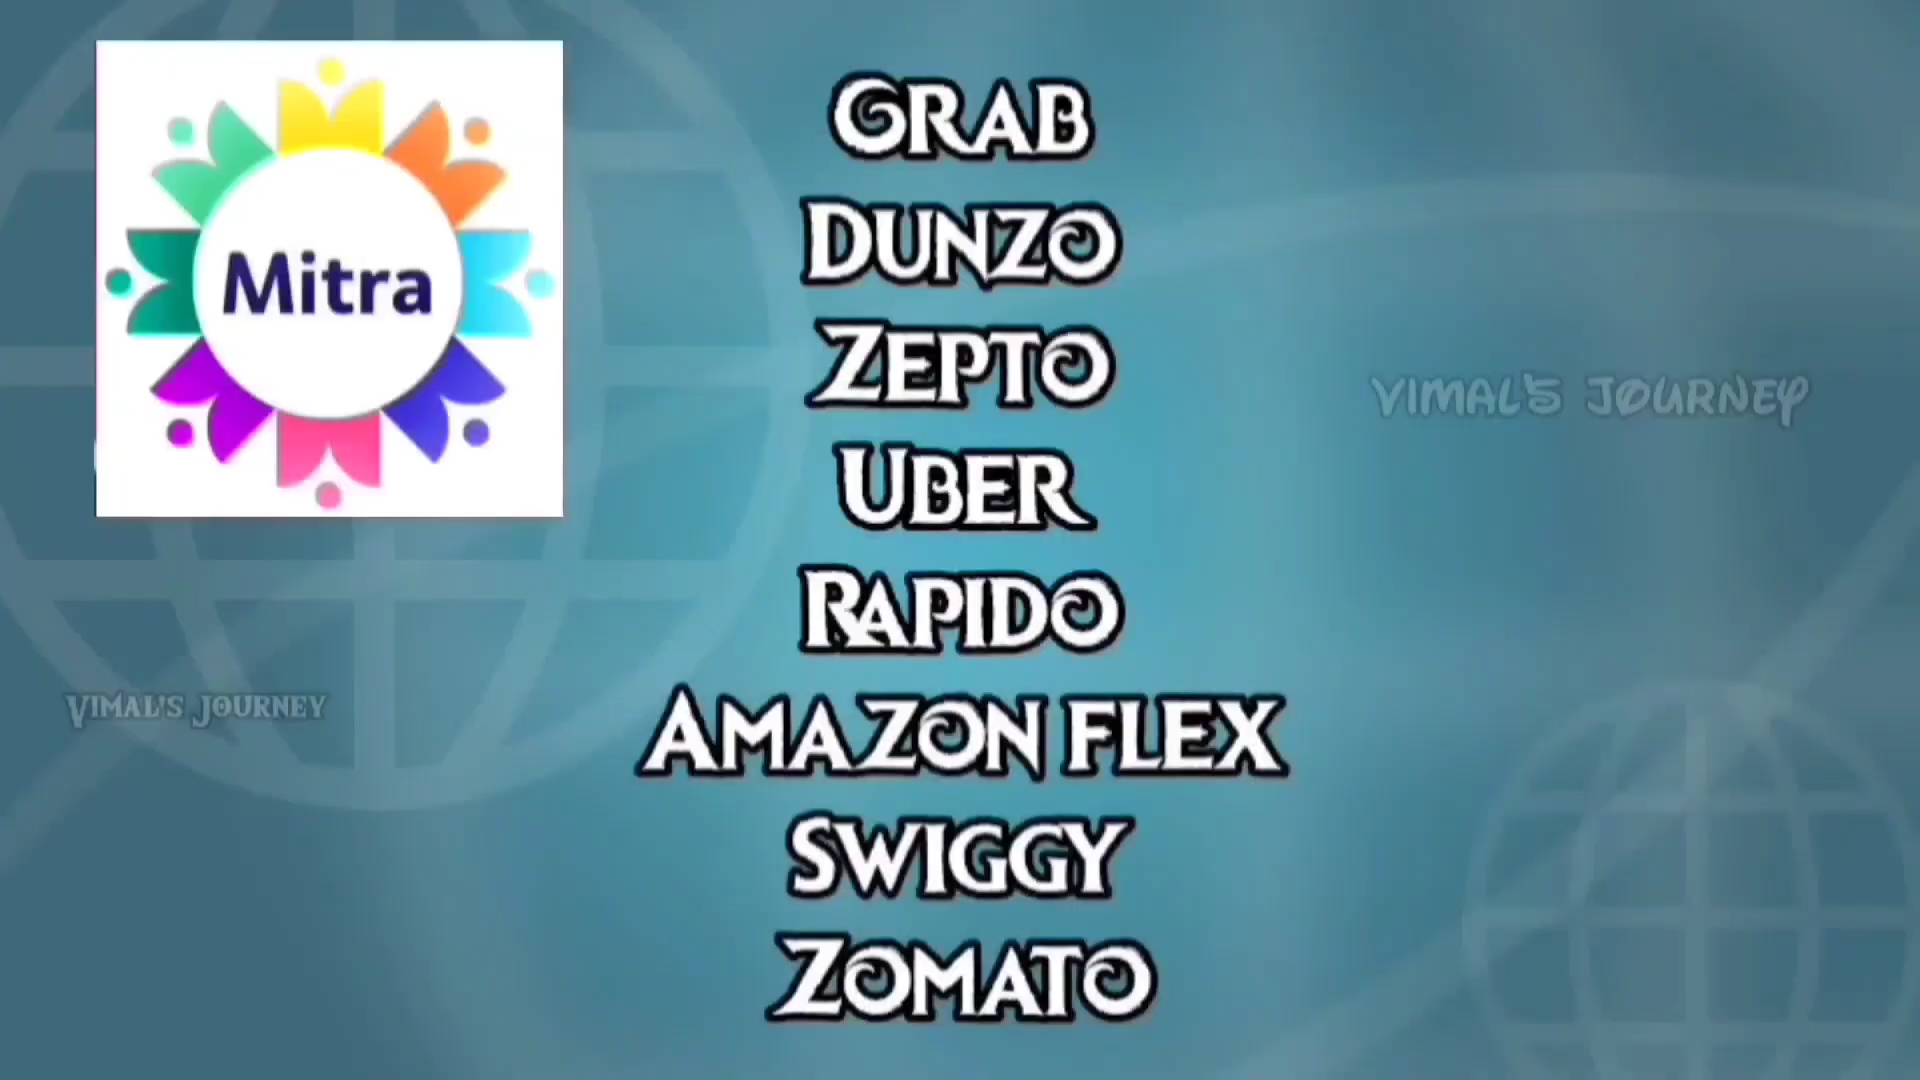 Mitra
GRAB
DUNZO
ZEPTO
UBER
RAPIDO
AMAZON FLEX
SWIGGY
ZOMATO
VIMAL'S JOURNEY
VIMAL'S JOURNEY